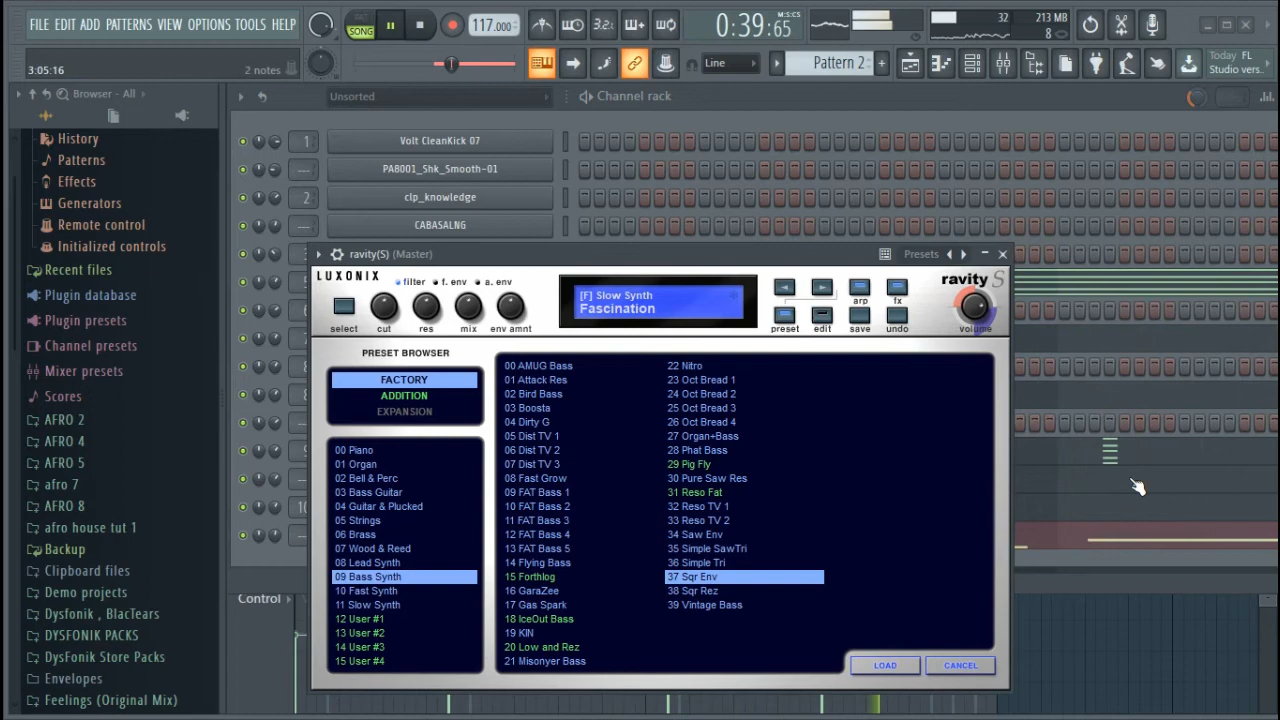 FILE EDIT ADD PATTERNS VIEW OPTIONS TOOLS HELP
SONG
117.000
3.2.
0:39:65
M:S:CS
32
213 MB
8
3:05:16
2 notes
Line
Pattern 2
Today FL
Studio vers..
Browser - All
Unsorted
Channel rack
History
Patterns
Effects
Generators
Remote control
Initialized controls
Recent files
Plugin database
Plugin presets
Channel presets
Mixer presets
Scores
AFRO 2
AFRO 4
AFRO 5
afro 7
AFRO 8
afro house tut 1
Backup
Clipboard files
Demo projects
Dysfonik , BlacTears
DYSFONIK PACKS
DysFonik Store Packs
Envelopes
Feelings (Original Mix)
1
Volt CleanKick 07
---
PA8001_Shk_Smooth-01
2
clp_knowledge
---
CABASALNG
Control
ravity(S) (Master)
Presets
LUXONIX
filter
f. env
a. env
select
cut
res
mix
env amnt
[F] Slow Synth
Fascination
arp
fx
preset
edit
save
undo
ravity S
volume
PRESET BROWSER
FACTORY
ADDITION
EXPANSION
00 Piano
01 Organ
02 Bell & Perc
03 Bass Guitar
04 Guitar & Plucked
05 Strings
06 Brass
07 Wood & Reed
08 Lead Synth
09 Bass Synth
10 Fast Synth
11 Slow Synth
12 User #1
13 User #2
14 User #3
15 User #4
00 AMUG Bass
01 Attack Res
02 Bird Bass
03 Boosta
04 Dirty G
05 Dist TV 1
06 Dist TV 2
07 Dist TV 3
08 Fast Grow
09 FAT Bass 1
10 FAT Bass 2
11 FAT Bass 3
12 FAT Bass 4
13 FAT Bass 5
14 Flying Bass
15 Forthlog
16 GaraZee
17 Gas Spark
18 IceOut Bass
19 KIN
20 Low and Rez
21 Misonyer Bass
22 Nitro
23 Oct Bread 1
24 Oct Bread 2
25 Oct Bread 3
26 Oct Bread 4
27 Organ+Bass
28 Phat Bass
29 Pig Fly
30 Pure Saw Res
31 Reso Fat
32 Reso TV 1
33 Reso TV 2
34 Saw Env
35 Simple SawTri
36 Simple Tri
37 Sqr Env
38 Sqr Rez
39 Vintage Bass
LOAD
CANCEL